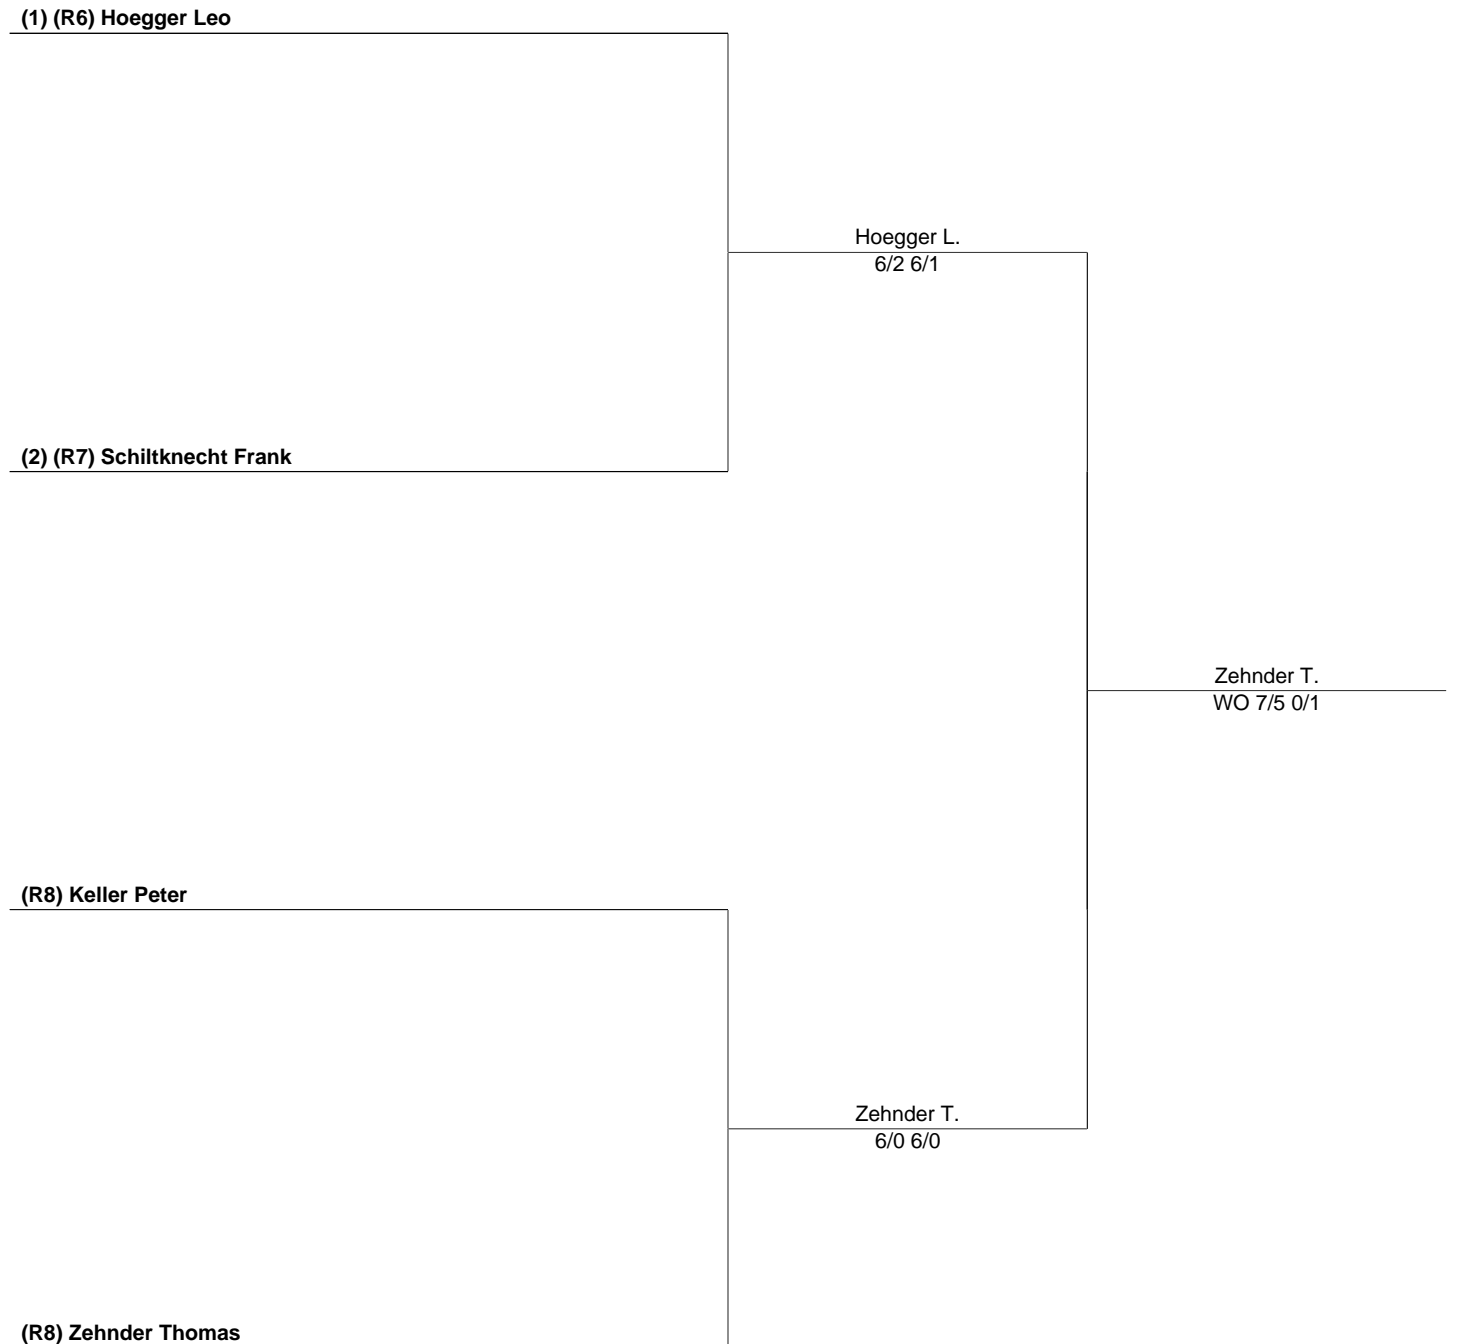 (1) (R6) Hoegger Leo
Hoegger L.
6/2 6/1
(2) (R7) Schiltknecht Frank
Zehnder T.
WO 7/5 0/1
(R8) Keller Peter
Zehnder T.
6/0 6/0
(R8) Zehnder Thomas